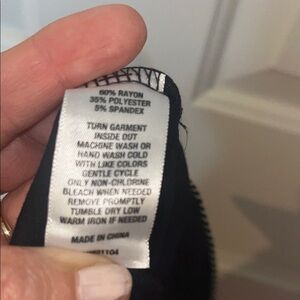 60% RAYON
35% POLYESTER
5% SPANDEX
TURN GARMENT
INSIDE OUT
MACHINE WASH OR
HAND WASH COLD
WITH LIKE COLORS
GENTLE CYCLE
ONLY NON-CHLORINE
BLEACH WHEN NEEDED
REMOVE PROMPTLY
TUMBLE DRY LOW
WARM IRON IF NEEDED
MADE IN CHINA